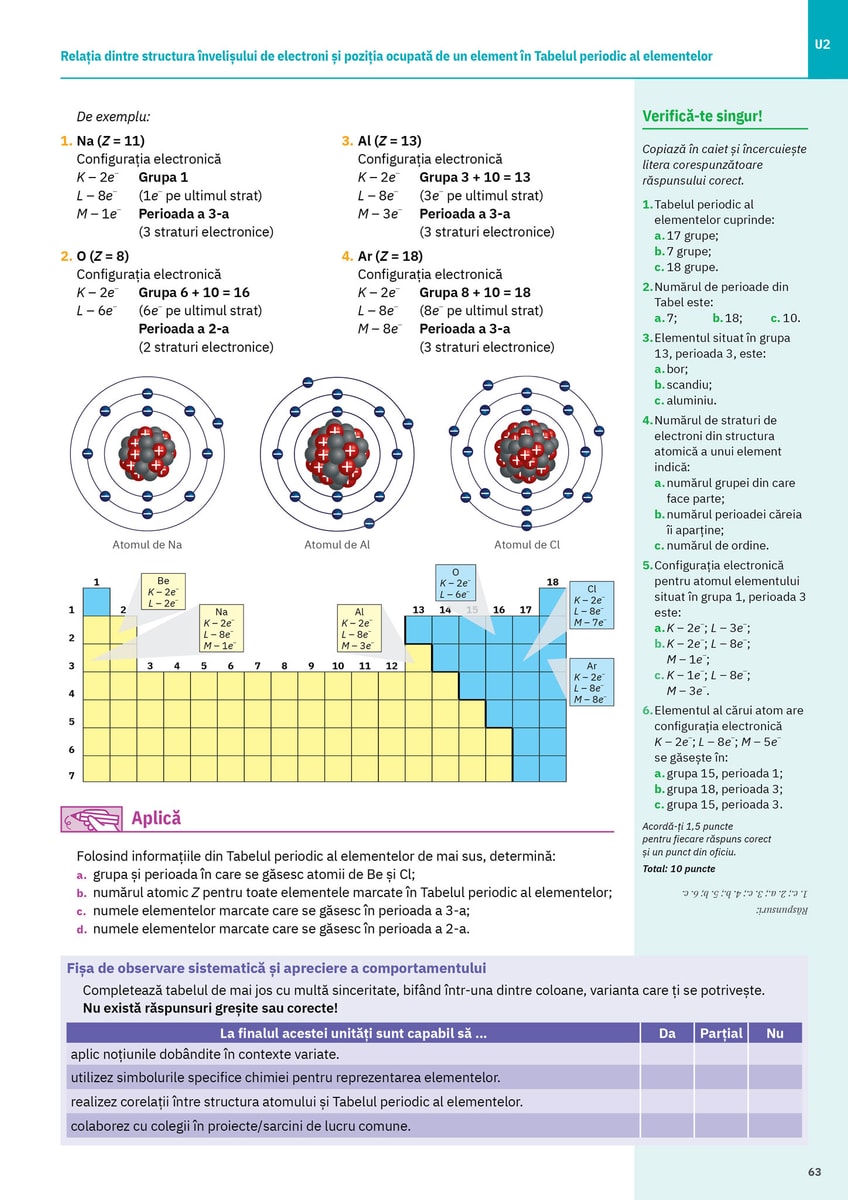 U2
Relația dintre structura învelișului de electroni și poziția ocupată de un element în Tabelul periodic al elementelor
De exemplu:
1. Na (Z = 11)
Configurația electronică
K – 2e⁻ Grupa 1
L – 8e⁻ (1e⁻ pe ultimul strat)
M – 1e⁻ Perioada a 3-a
(3 straturi electronice)
2. O (Z = 8)
Configurația electronică
K – 2e⁻ Grupa 6 + 10 = 16
L – 6e⁻ (6e⁻ pe ultimul strat)
Perioada a 2-a
(2 straturi electronice)
3. Al (Z = 13)
Configurația electronică
K – 2e⁻ Grupa 3 + 10 = 13
L – 8e⁻ (3e⁻ pe ultimul strat)
M – 3e⁻ Perioada a 3-a
(3 straturi electronice)
4. Ar (Z = 18)
Configurația electronică
K – 2e⁻ Grupa 8 + 10 = 18
L – 8e⁻ (8e⁻ pe ultimul strat)
M – 8e⁻ Perioada a 3-a
(3 straturi electronice)
Atomul de Na
Atomul de Al
Atomul de Cl
1
Be
K – 2e⁻
L – 2e⁻
O
K – 2e⁻
L – 6e⁻
18
1 2
Na
K – 2e⁻
L – 8e⁻
M – 1e⁻
Al
K – 2e⁻
L – 8e⁻
M – 3e⁻
13 14 15 16 17
Cl
K – 2e⁻
L – 8e⁻
M – 7e⁻
2
3 3 4 5 6 7 8 9 10 11 12
Ar
K – 2e⁻
L – 8e⁻
M – 8e⁻
4
5
6
7
Aplică
Folosind informațiile din Tabelul periodic al elementelor de mai sus, determină:
a. grupa și perioada în care se găsesc atomii de Be și Cl;
b. numărul atomic Z pentru toate elementele marcate în Tabelul periodic al elementelor;
c. numele elementelor marcate care se găsesc în perioada a 3-a;
d. numele elementelor marcate care se găsesc în perioada a 2-a.
Verifică-te singur!
Copiază în caiet și încercuiește
litera corespunzătoare
răspunsului corect.
1. Tabelul periodic al
elementelor cuprinde:
a. 17 grupe;
b. 7 grupe;
c. 18 grupe.
2. Numărul de perioade din
Tabel este:
a. 7; b. 18; c. 10.
3. Elementul situat în grupa
13, perioada 3, este:
a. bor;
b. scandiu;
c. aluminiu.
4. Numărul de straturi de
electroni din structura
atomică a unui element
indică:
a. numărul grupei din care
face parte;
b. numărul perioadei căreia
îi aparține;
c. numărul de ordine.
5. Configurația electronică
pentru atomul elementului
situat în grupa 1, perioada 3
este:
a. K – 2e⁻; L – 3e⁻;
b. K – 2e⁻; L – 8e⁻;
M – 1e⁻;
c. K – 1e⁻; L – 8e⁻;
M – 3e⁻.
6. Elementul al cărui atom are
configurația electronică
K – 2e⁻; L – 8e⁻; M – 5e⁻
se găsește în:
a. grupa 15, perioada 1;
b. grupa 18, perioada 3;
c. grupa 15, perioada 3.
Acordă-ți 1,5 puncte
pentru fiecare răspuns corect
și un punct din oficiu.
Total: 10 puncte
Răspunsuri:
1. c; 2. a; 3. c; 4. b; 5. b; 6. c.
Fișa de observare sistematică și apreciere a comportamentului
Completează tabelul de mai jos cu multă sinceritate, bifând într-una dintre coloane, varianta care ți se potrivește.
Nu există răspunsuri greșite sau corecte!
La finalul acestei unități sunt capabil să ... Da Parțial Nu
aplic noțiunile dobândite în contexte variate.
utilizez simbolurile specifice chimiei pentru reprezentarea elementelor.
realizez corelații între structura atomului și Tabelul periodic al elementelor.
colaborez cu colegii în proiecte/sarcini de lucru comune.
63